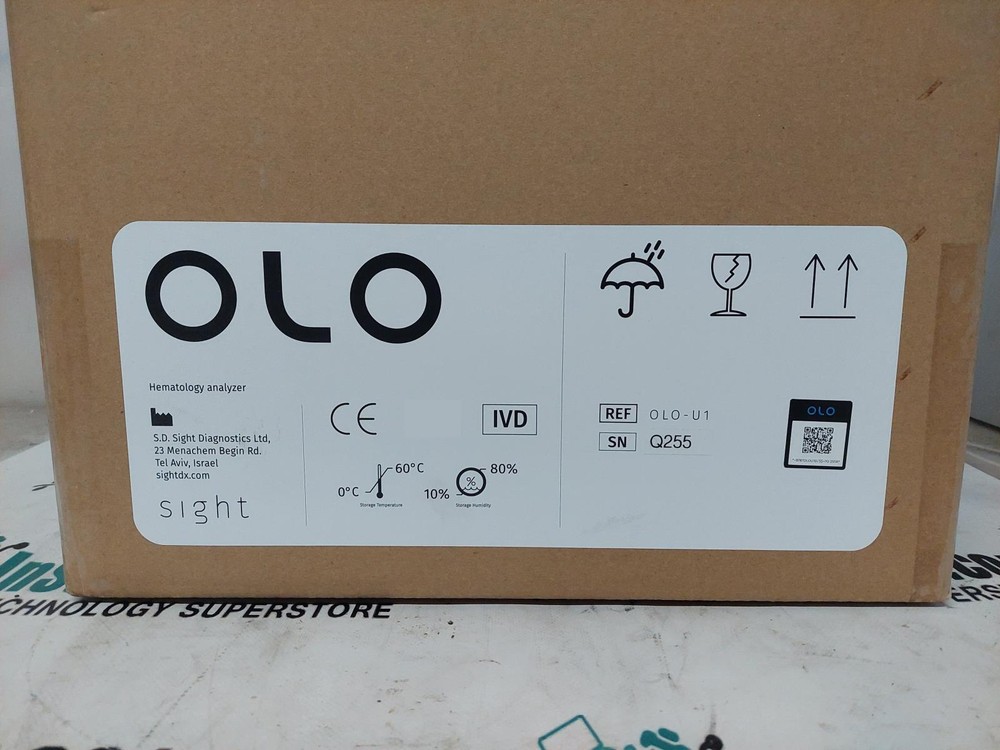 OLO
Hematology analyzer
S.D. Sight Diagnostics Ltd,
23 Menachem Begin Rd.
Tel Aviv, Israel
sightdx.com
sight
CE
IVD
60°C
0°C
Storage Temperature
80%
%
10%
Storage Humidity
REF OLO-U1
SN Q255
OLO
CHNOLOGY SUPERSTORE